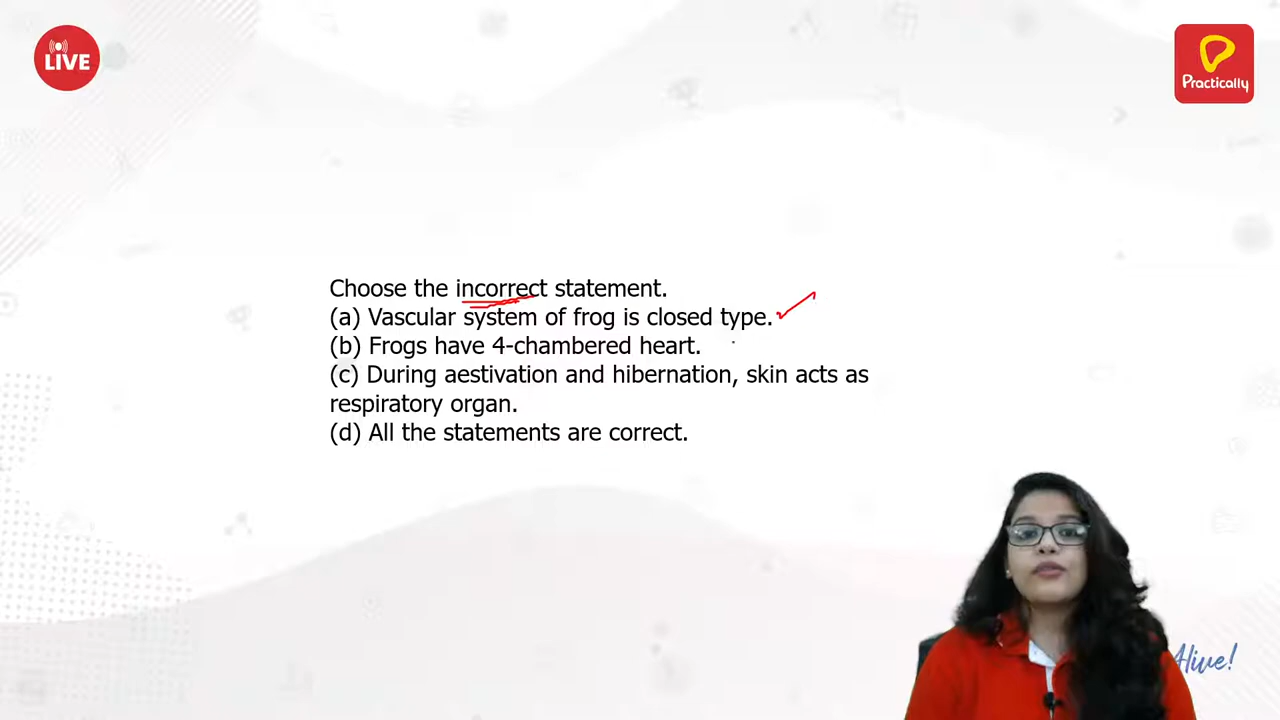 LIVE
Practically
Choose the incorrect statement.
(a) Vascular system of frog is closed type.
(b) Frogs have 4-chambered heart.
(c) During aestivation and hibernation, skin acts as
respiratory organ.
(d) All the statements are correct.
Alive!